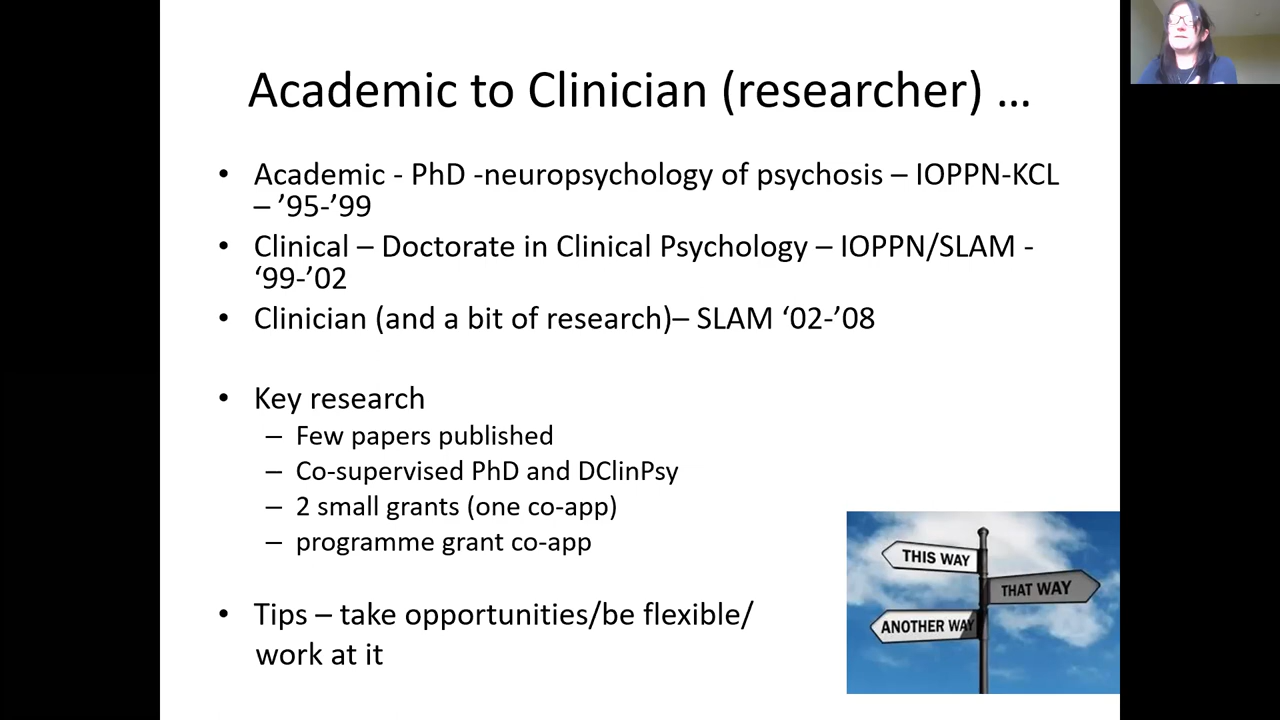 Academic to Clinician (researcher) ...
• Academic - PhD -neuropsychology of psychosis – IOPPN-KCL
– ’95-’99
• Clinical – Doctorate in Clinical Psychology – IOPPN/SLAM -
‘99-’02
• Clinician (and a bit of research)– SLAM ‘02-’08
• Key research
– Few papers published
– Co-supervised PhD and DClinPsy
– 2 small grants (one co-app)
– programme grant co-app
• Tips – take opportunities/be flexible/
work at it
THIS WAY
THAT WAY
ANOTHER WAY